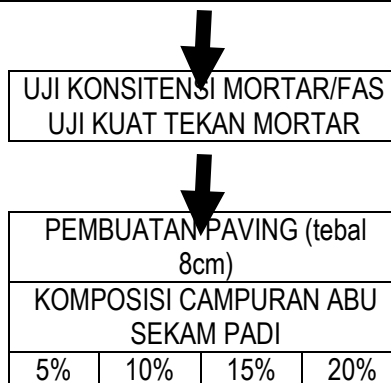 UJI KONSITENSI MORTAR/FAS
UJI KUAT TEKAN MORTAR
PEMBUATAN PAVING (tebal
8cm)
KOMPOSISI CAMPURAN ABU
SEKAM PADI
5% 10% 15% 20%